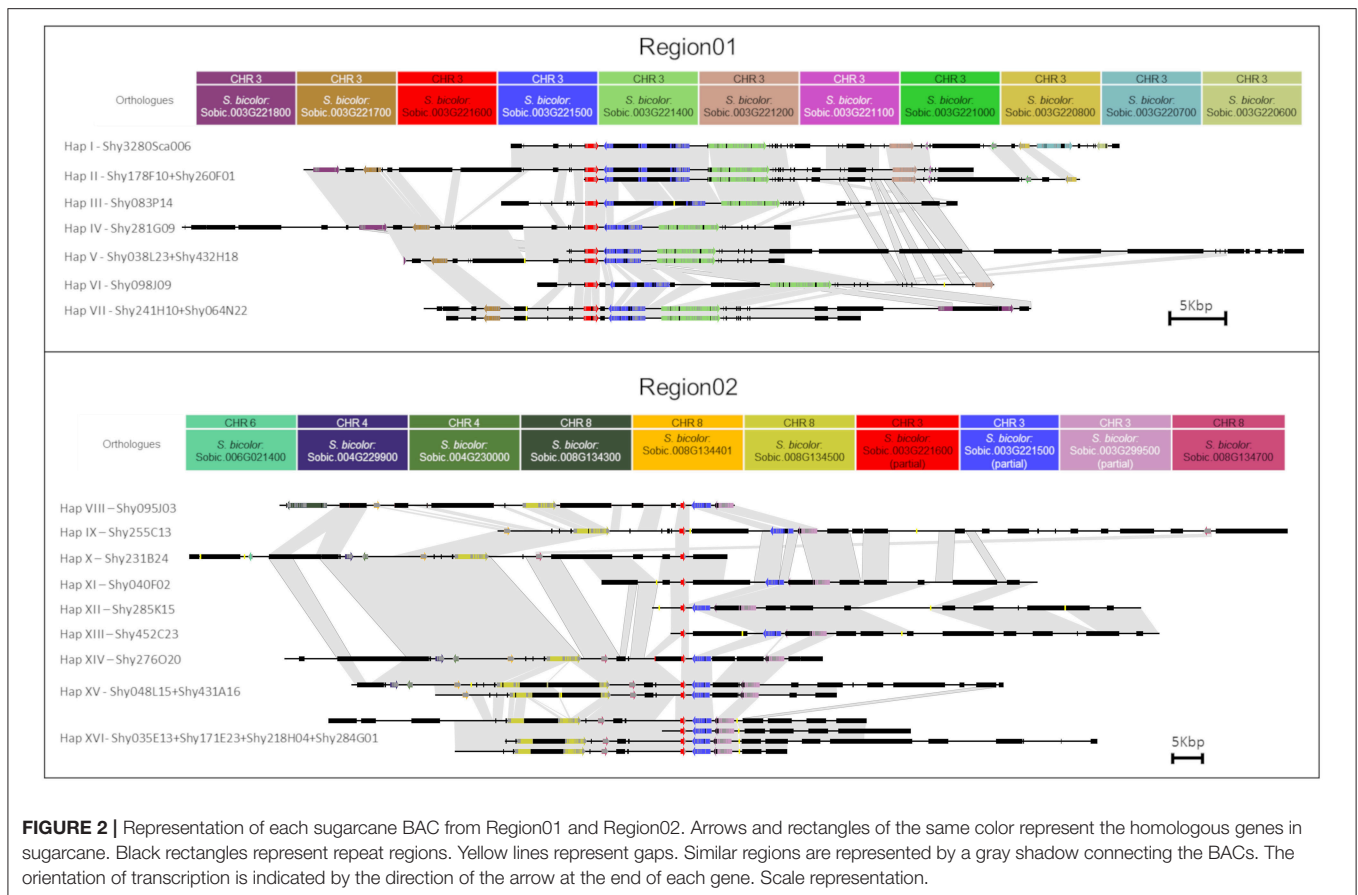 Region01
CHR 3 CHR 3 CHR 3 CHR 3 CHR 3 CHR 3 CHR 3 CHR 3 CHR 3 CHR 3 CHR 3
Orthologues
S. bicolor: S. bicolor: S. bicolor: S. bicolor: S. bicolor: S. bicolor: S. bicolor: S. bicolor: S. bicolor: S. bicolor: S. bicolor:
Sobic.003G221800 Sobic.003G221700 Sobic.003G221600 Sobic.003G221500 Sobic.003G221400 Sobic.003G221200 Sobic.003G221100 Sobic.003G221000 Sobic.003G220800 Sobic.003G220700 Sobic.003G220600
Hap I - Shy3280Sca006
Hap II - Shy178F10+Shy260F01
Hap III - Shy083P14
Hap IV - Shy281G09
Hap V - Shy038L23+Shy432H18
Hap VI - Shy098J09
Hap VII - Shy241H10+Shy064N22
5Kbp
Region02
CHR 6 CHR 4 CHR 4 CHR 8 CHR 8 CHR 8 CHR 3 CHR 3 CHR 3 CHR 8
Orthologues
S. bicolor: S. bicolor: S. bicolor: S. bicolor: S. bicolor: S. bicolor: S. bicolor: S. bicolor: S. bicolor: S. bicolor:
Sobic.006G021400 Sobic.004G229900 Sobic.004G230000 Sobic.008G134300 Sobic.008G134401 Sobic.008G134500 Sobic.003G221600 Sobic.003G221500 Sobic.003G299500 Sobic.008G134700
(partial) (partial) (partial)
Hap VIII – Shy095J03
Hap IX – Shy255C13
Hap X – Shy231B24
Hap XI – Shy040F02
Hap XII – Shy285K15
Hap XIII – Shy452C23
Hap XIV – Shy276O20
Hap XV - Shy048L15+Shy431A16
Hap XVI- Shy035E13+Shy171E23+Shy218H04+Shy284G01
5Kbp
FIGURE 2 | Representation of each sugarcane BAC from Region01 and Region02. Arrows and rectangles of the same color represent the homologous genes in
sugarcane. Black rectangles represent repeat regions. Yellow lines represent gaps. Similar regions are represented by a gray shadow connecting the BACs. The
orientation of transcription is indicated by the direction of the arrow at the end of each gene. Scale representation.